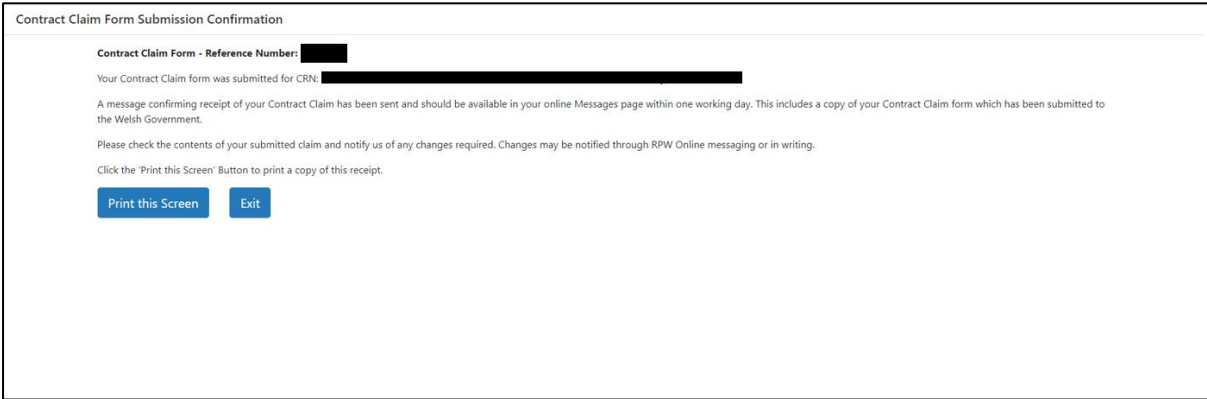 Contract Claim Form Submission Confirmation
Contract Claim Form - Reference Number:
Your Contract Claim form was submitted for CRN:
A message confirming receipt of your Contract Claim has been sent and should be available in your online Messages page within one working day. This includes a copy of your Contract Claim form which has been submitted to
the Welsh Government.
Please check the contents of your submitted claim and notify us of any changes required. Changes may be notified through RPW Online messaging or in writing.
Click the 'Print this Screen' Button to print a copy of this receipt.
Print this Screen Exit